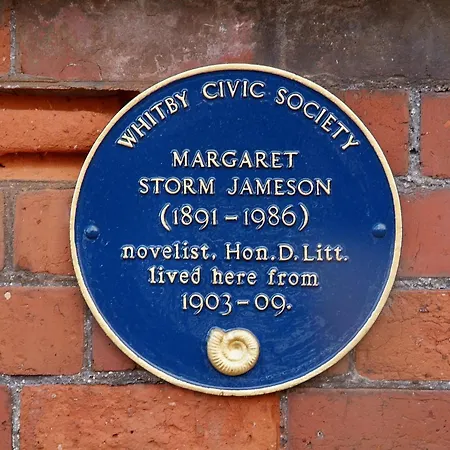 WHITBY CIVIC SOCIETY
MARGARET
STORM JAMESON
(1891-1986)
novelist, Hon. D. Litt.
lived here from
1903-09.